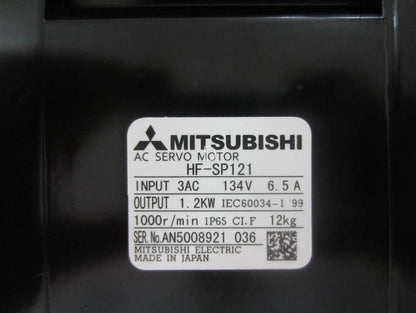 MITSUBISHI
AC SERVO MOTOR
HF-SP121
INPUT 3AC 134V 6.5A
OUTPUT 1.2KW IEC60034-1 '99
1000r/min IP65 CI.F 12kg
SER.No.AN5008921 036
MITSUBISHI ELECTRIC
MADE IN JAPAN